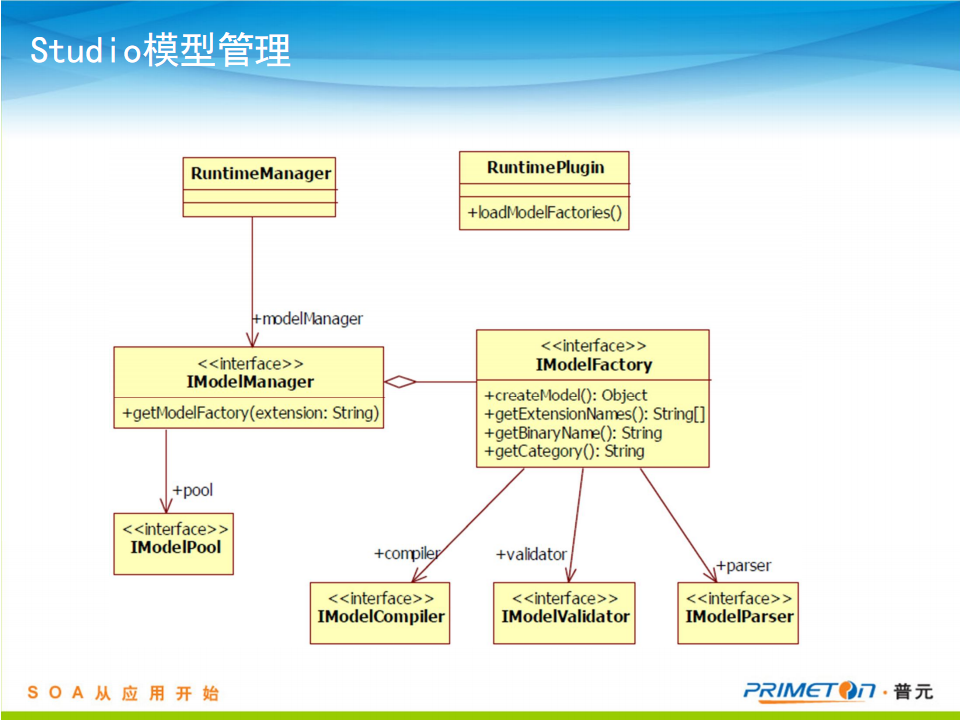 Studio模型管理
RuntimeManager
RuntimePlugin
+loadModelFactories()
+modelManager
<<interface>>
IModelManager
+getModelFactory(extension: String)
<<interface>>
IModelFactory
+createModel(): Object
+getExtensionNames(): String[]
+getBinaryName(): String
+getCategory(): String
+pool
<<interface>>
IModelPool
+compiler
+validator
+parser
<<interface>>
IModelCompiler
<<interface>>
IModelValidator
<<interface>>
IModelParser
SOA从应用开始
PRIMETON·普元